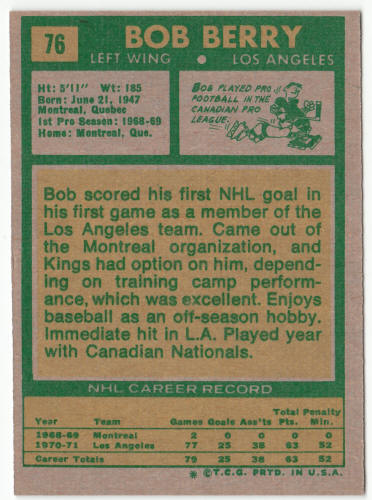 76
BOB BERRY
LEFT WING • LOS ANGELES
Ht: 5'11" Wt: 185
Born: June 21, 1947
Montreal, Quebec
1st Pro Season: 1968-69
Home: Montreal, Que.
BOB PLAYED PRO
FOOTBALL IN THE
CANADIAN PRO
LEAGUE.
Bob scored his first NHL goal in
his first game as a member of the
Los Angeles team. Came out of
the Montreal organization, and
Kings had option on him, depend-
ing on training camp perform-
ance, which was excellent. Enjoys
baseball as an off-season hobby.
Immediate hit in L.A. Played year
with Canadian Nationals.
NHL CAREER RECORD
Total Penalty
Year Team Games Goals Ass'ts Pts. Min.
1968-69 Montreal 2 0 0 0 0
1970-71 Los Angeles 77 25 38 63 52
Career Totals 79 25 38 63 52
* * ©T.C.G. PRTD. IN U.S.A.